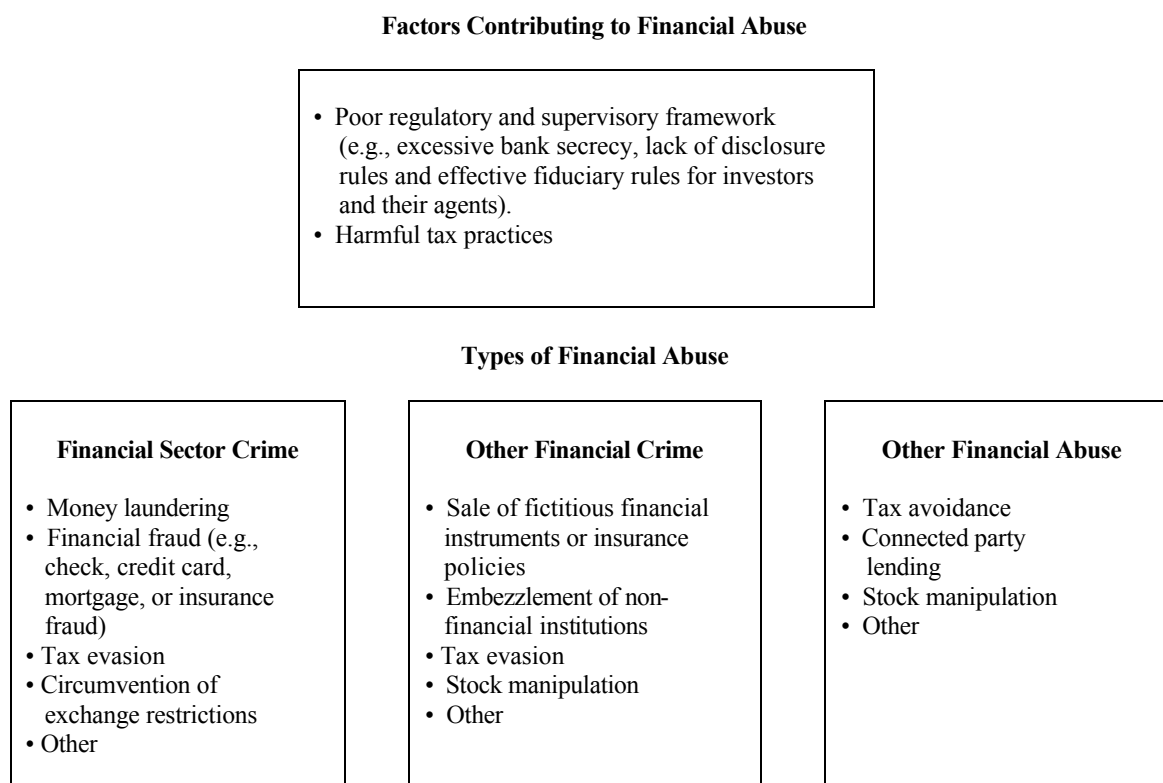 Factors Contributing to Financial Abuse
• Poor regulatory and supervisory framework
(e.g., excessive bank secrecy, lack of disclosure
rules and effective fiduciary rules for investors
and their agents).
• Harmful tax practices
Types of Financial Abuse
Financial Sector Crime
• Money laundering
• Financial fraud (e.g.,
check, credit card,
mortgage, or insurance
fraud)
• Tax evasion
• Circumvention of
exchange restrictions
• Other
Other Financial Crime
• Sale of fictitious financial
instruments or insurance
policies
• Embezzlement of non-
financial institutions
• Tax evasion
• Stock manipulation
• Other
Other Financial Abuse
• Tax avoidance
• Connected party
lending
• Stock manipulation
• Other